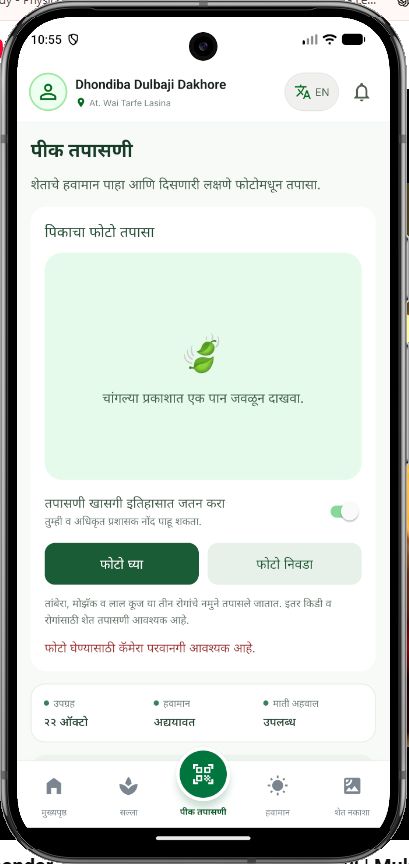 10:55
Dhondiba Dulbaji Dakhore
At. Wai Tarfe Lasina
EN
पीक तपासणी
शेताचे हवामान पाहा आणि दिसणारी लक्षणे फोटोमधून तपासा.
पिकाचा फोटो तपासा
चांगल्या प्रकाशात एक पान जवळून दाखवा.
तपासणी खासगी इतिहासात जतन करा
तुम्ही व अधिकृत प्रशासक नोंद पाहू शकता.
फोटो घ्या
फोटो निवडा
तांबेरा, मोझॅक व लाल कूज या तीन रोगांचे नमुने तपासले जातात. इतर किडी व
रोगांसाठी शेत तपासणी आवश्यक आहे.
फोटो घेण्यासाठी कॅमेरा परवानगी आवश्यक आहे.
उपग्रह
हवामान
माती अहवाल
२२ ऑक्टो
अद्ययावत
उपलब्ध
मुख्यपृष्ठ
सल्ला
पीक तपासणी
हवामान
शेत नकाशा